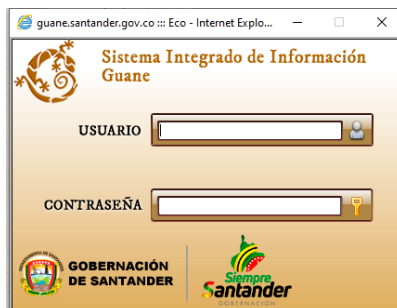 guane.santander.gov.co ::: Eco - Internet Explo...
Sistema Integrado de Información
Guane
USUARIO
CONTRASEÑA
GOBERNACIÓN
DE SANTANDER
Siempre
Santander
GOBERNACIÓN